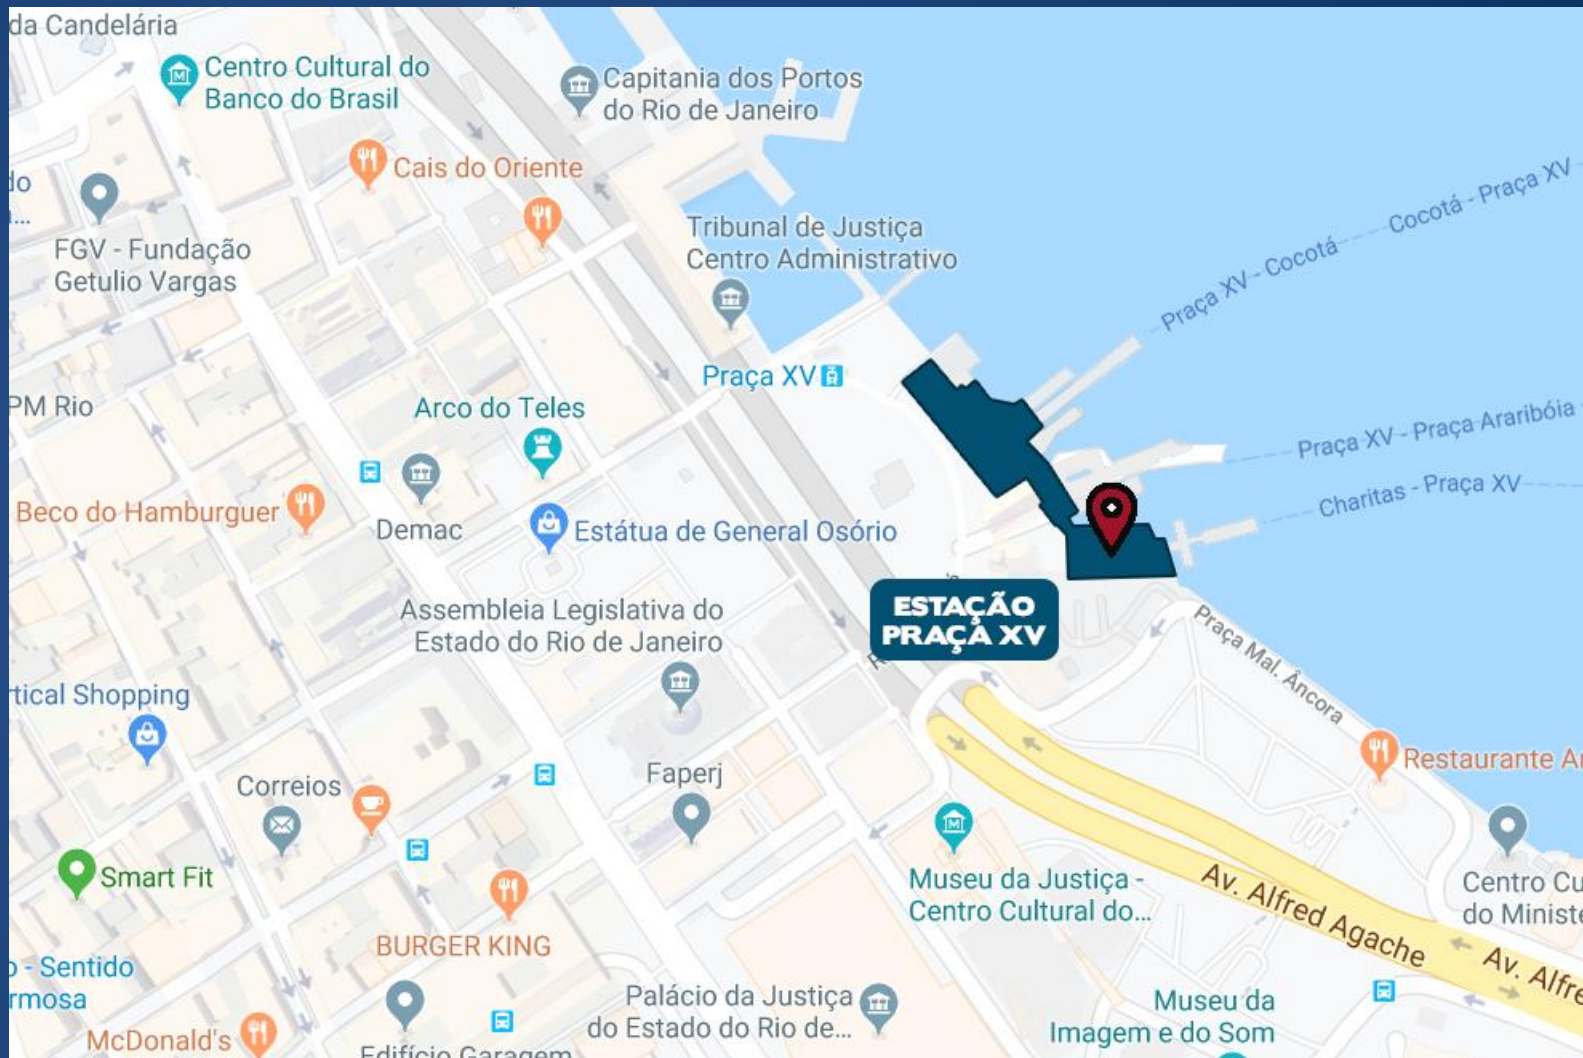 da Candelária
Centro Cultural do
Banco do Brasil
Capitania dos Portos
do Rio de Janeiro
Cais do Oriente
FGV - Fundação
Getulio Vargas
Tribunal de Justiça
Centro Administrativo
Cocotá - Praça XV
Praça XV - Cocotá
Praça XV
PM Rio
Arco do Teles
Praça XV - Praça Araribóia
Charitas - Praça XV
Beco do Hamburguer
Demac
Estátua de General Osório
ESTAÇÃO
PRAÇA XV
Assembleia Legislativa do
Estado do Rio de Janeiro
Praça Mal. Âncora
rtical Shopping
Restaurante
Correios
Faperj
Smart Fit
Museu da Justiça -
Centro Cultural do...
Av. Alfred Agache
Centro
do
BURGER KING
Av.
- Sentido
rmosa
Palácio da Justiça
do Estado do Rio de...
Museu da
Imagem e do Som
McDonald's
Edifício Garagem